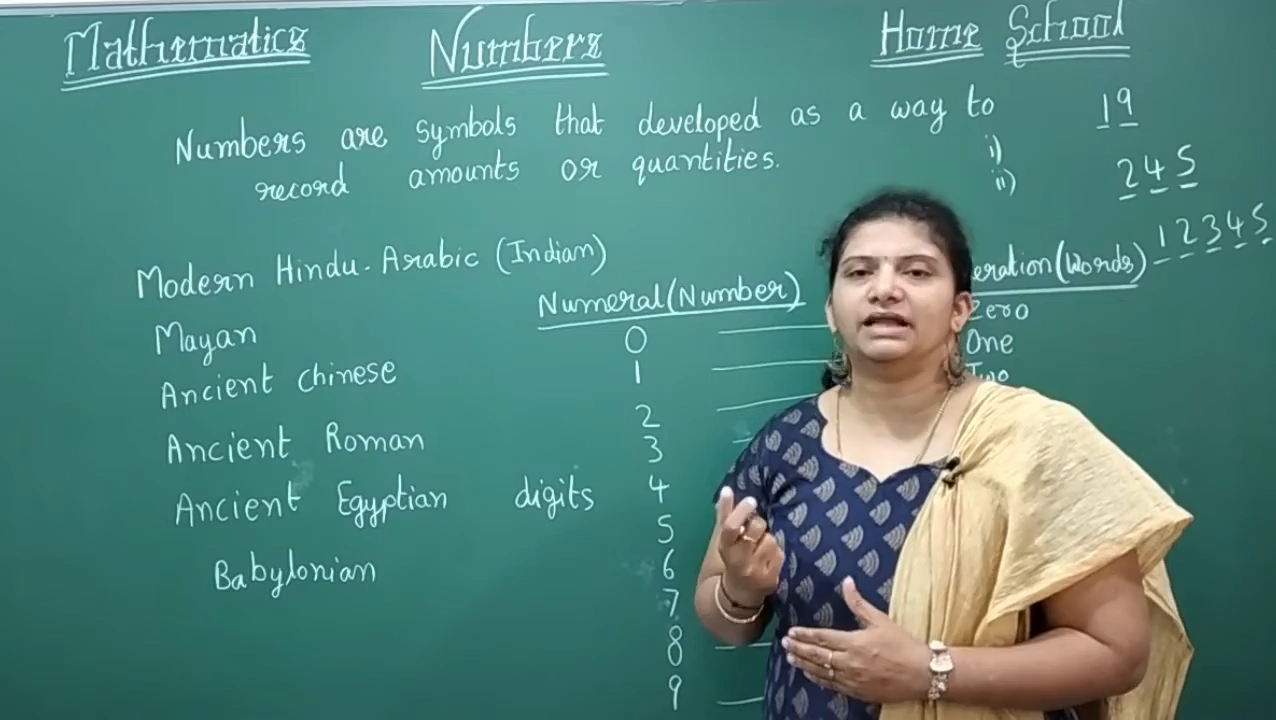 Mathematics Numbers Home School
Numbers are symbols that developed as a way to
record amounts or quantities.
i) 19
ii) 245
12345
Modern Hindu-Arabic (Indian)
Mayan
Ancient Chinese
Ancient Roman
Ancient Egyptian
Babylonian
digits
Numeral (Number) (Words)
0 Zero
1 One
2 Two
3
4
5
6
7
8
9